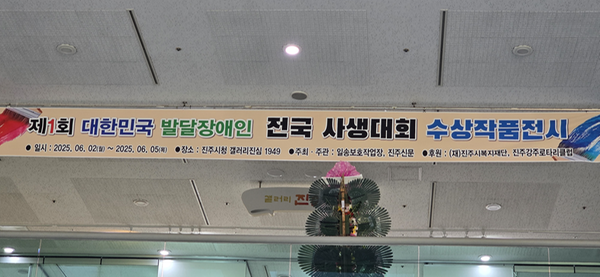 제1회 대한민국 발달장애인 전국 사생대회 수상작품전시
● 일시 : 2025. 06. 02(월) ~ 2025. 06. 05(목) ● 장소 : 진주시청 갤러리진심 1949 ● 주최 · 주관 : 일송보호작업장, 진주신문 ● 후원 : (재)진주시복지재단, 진주강주로타리클럽
갤러리 진